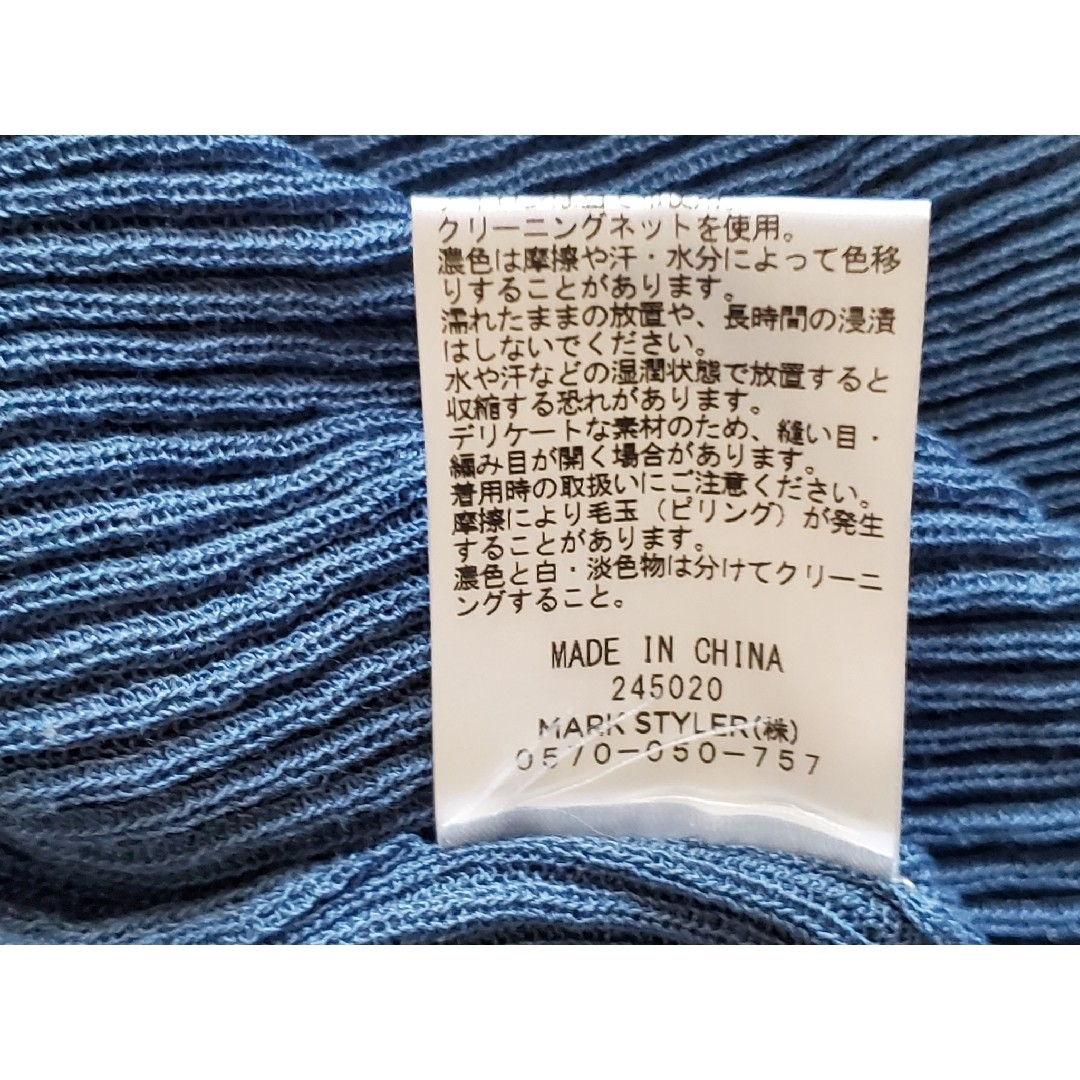 クリーニングネットを使用。
濃色は摩擦や汗・水分によって色移
りすることがあります。
濡れたままの放置や、長時間の浸漬
はしないでください。
水や汗などの湿潤状態で放置すると
収縮する恐れがあります。
デリケートな素材のため、縫い目・
編み目が開く場合があります。
着用時の取扱いにご注意ください。
摩擦により毛玉(ピリング)が発生
することがあります。
濃色と白・淡色物は分けてクリーニ
ングすること。
MADE IN CHINA
245020
MARK STYLER(株)
0570-050-757